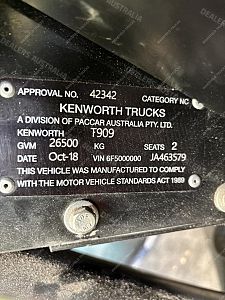 APPROVAL NO. 42342 CATEGORY NC
KENWORTH TRUCKS
A DIVISION OF PACCAR AUSTRALIA PTY. LTD.
KENWORTH T909
GVM 26500 KG SEATS 2
DATE Oct-18 VIN 6F5000000 JA463579
THIS VEHICLE WAS MANUFACTURED TO COMPLY
WITH THE MOTOR VEHICLE STANDARDS ACT 1989